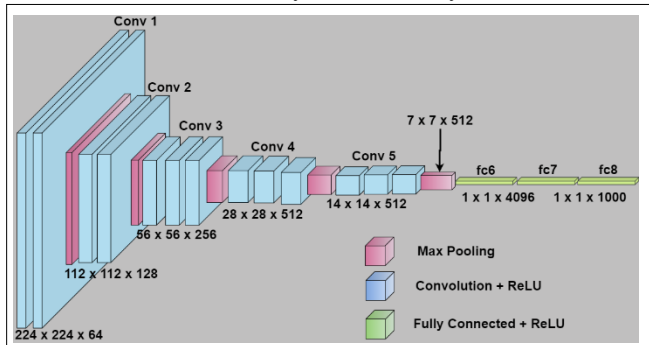 Conv 1
Conv 2
Conv 3
Conv 4
Conv 5
7 x 7 x 512
fc6
fc7
fc8
1 x 1 x 4096
1 x 1 x 1000
14 x 14 x 512
28 x 28 x 512
56 x 56 x 256
112 x 112 x 128
224 x 224 x 64
Max Pooling
Convolution + ReLU
Fully Connected + ReLU